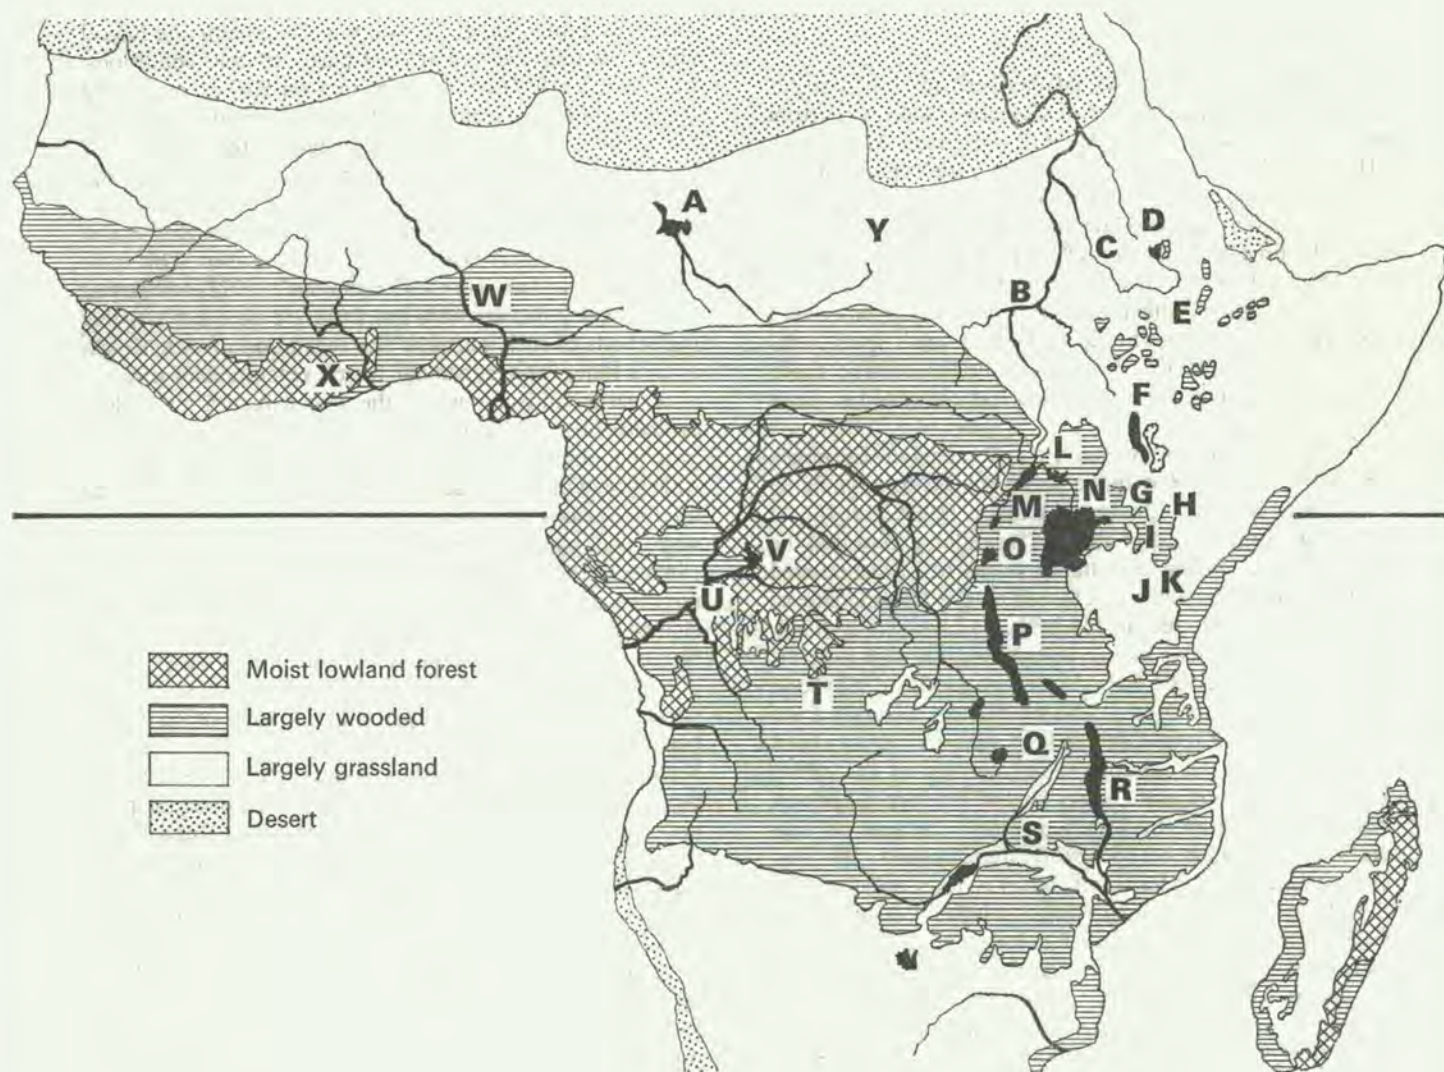 A
Y
D
C
B
E
W
F
X
L
N
G
H
M
I
O
V
J
K
U
P
T
Q
R
S
Moist lowland forest
Largely wooded
Largely grassland
Desert